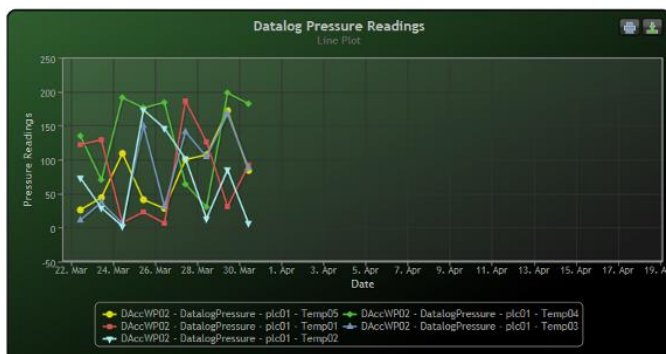 Datalog Pressure Readings
Line Plot
250
200
150
100
50
0
-50
Pressure Readings
22. Mar 24. Mar 26. Mar 28. Mar 30. Mar 1. Apr 3. Apr 5. Apr 7. Apr 9. Apr 11. Apr 13. Apr 15. Apr 17. Apr 19. A
Date
DAccWP02 - DatalogPressure - plc01 - Temp05 DAccWP02 - DatalogPressure - plc01 - Temp04
DAccWP02 - DatalogPressure - plc01 - Temp01 DAccWP02 - DatalogPressure - plc01 - Temp03
DAccWP02 - DatalogPressure - plc01 - Temp02